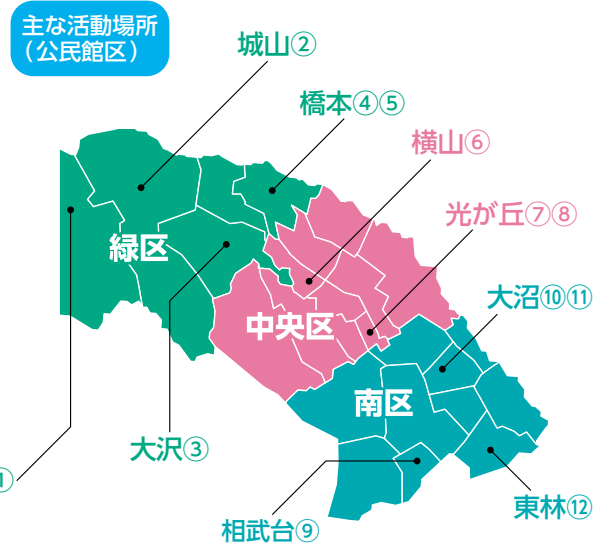 主な活動場所
（公民館区）
城山②
橋本④⑤
横山⑥
光が丘⑦⑧
緑区
大沼⑩⑪
中央区
南区
大沢③
①
東林⑫
相武台⑨